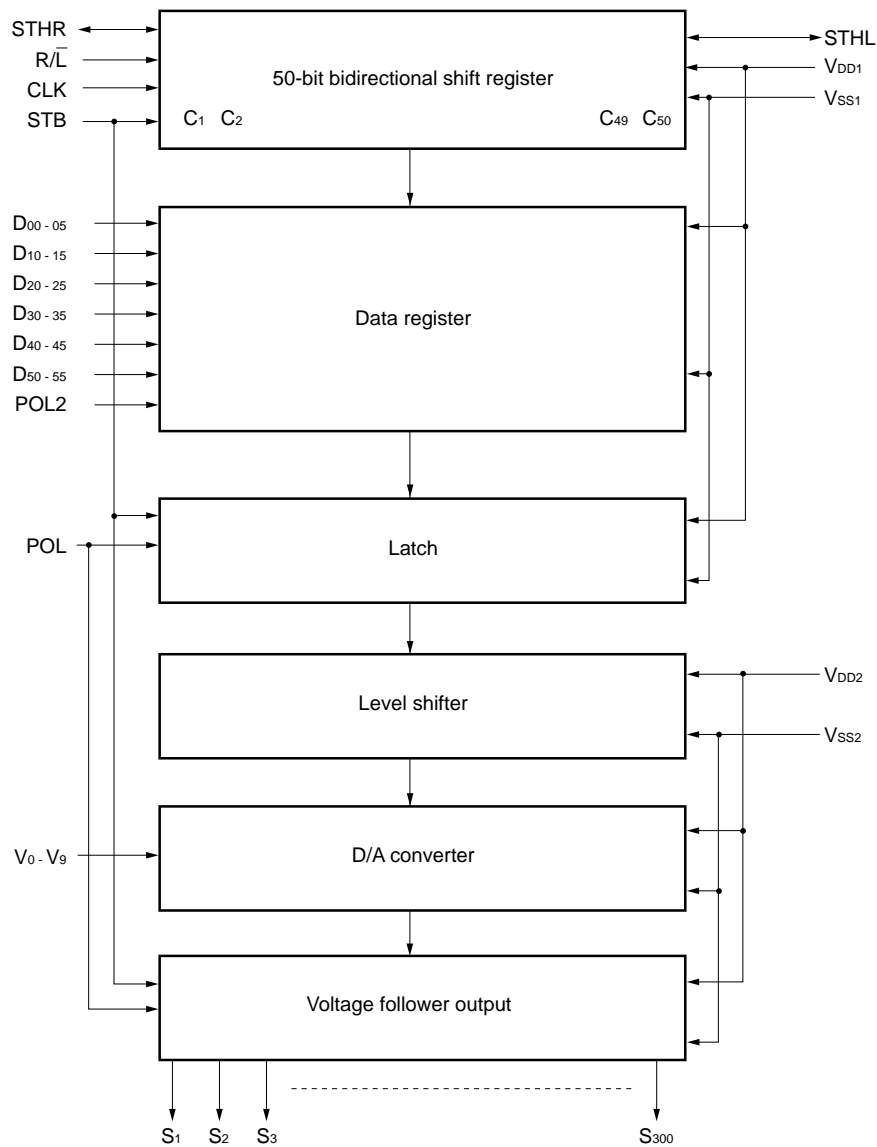 STHR
STHL
R/L̅
VDD1
50-bit bidirectional shift register
CLK
VSS1
STB
C1 C2 C49 C50
D00 - 05
D10 - 15
D20 - 25
D30 - 35
Data register
D40 - 45
D50 - 55
POL2
POL
Latch
VDD2
Level shifter
VSS2
V0 - V9
D/A converter
Voltage follower output
S1 S2 S3 S300